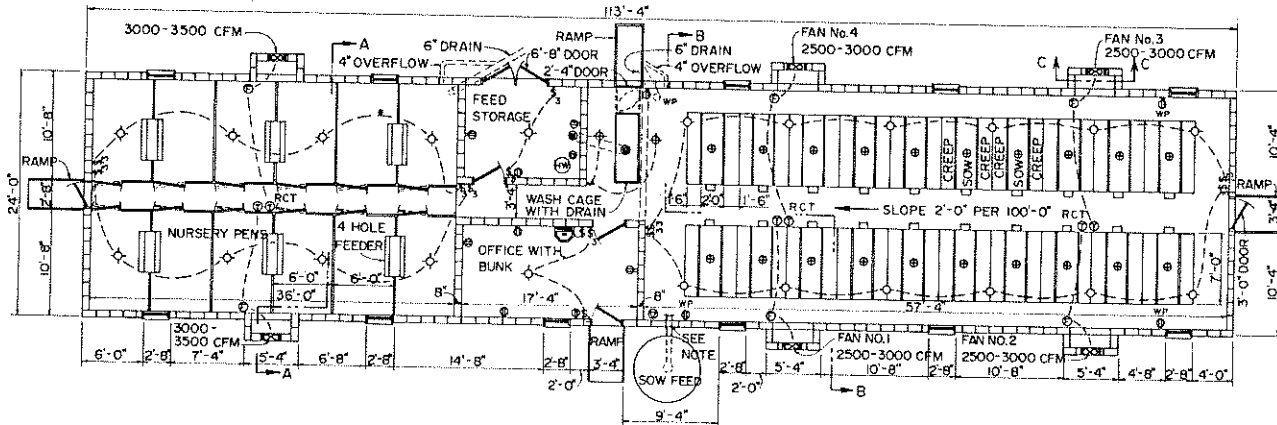 113'-4"
3000-3500 CFM
A
6" DRAIN
4" OVERFLOW
6'-8" DOOR
2'-4" DOOR
RAMP
B
6" DRAIN
4" OVERFLOW
FAN No.4
2500-3000 CFM
FAN No.3
2500-3000 CFM
C
C
24'-0"
10'-8"
2'-8"
10'-8"
RAMP
FEED
STORAGE
HW
WP
WP
CREEP
SOW
CREEP
CREEP
SOW
CREEP
10'-4"
RAMP
3'-4"
10'-4"
RCT
NURSERY PENS
4 HOLE
FEEDER
6'-0"
6'-0"
36'-0"
3'-4"
WASH CAGE
WITH DRAIN
OFFICE WITH
BUNK
8"
17'-4"
8"
1'-6"
2'-0"
1'-6"
RCT
SLOPE 2'-0" PER 100'-0"
RCT
7'-0"
3'-0" DOOR
57'-4"
WP
WP
3000-
3500 CFM
6'-0"
2'-8"
7'-4"
5'-4"
6'-8"
2'-8"
14'-8"
2'-8"
3'-4"
2'-0"
A
RAMP
SEE
NOTE
SOW FEED
9'-4"
2'-8"
2'-0"
5'-4"
B
FAN NO.1
2500-3000 CFM
10'-8"
2'-8"
FAN NO.2
2500-3000 CFM
10'-8"
5'-4"
4'-8"
2'-8"
4'-0"